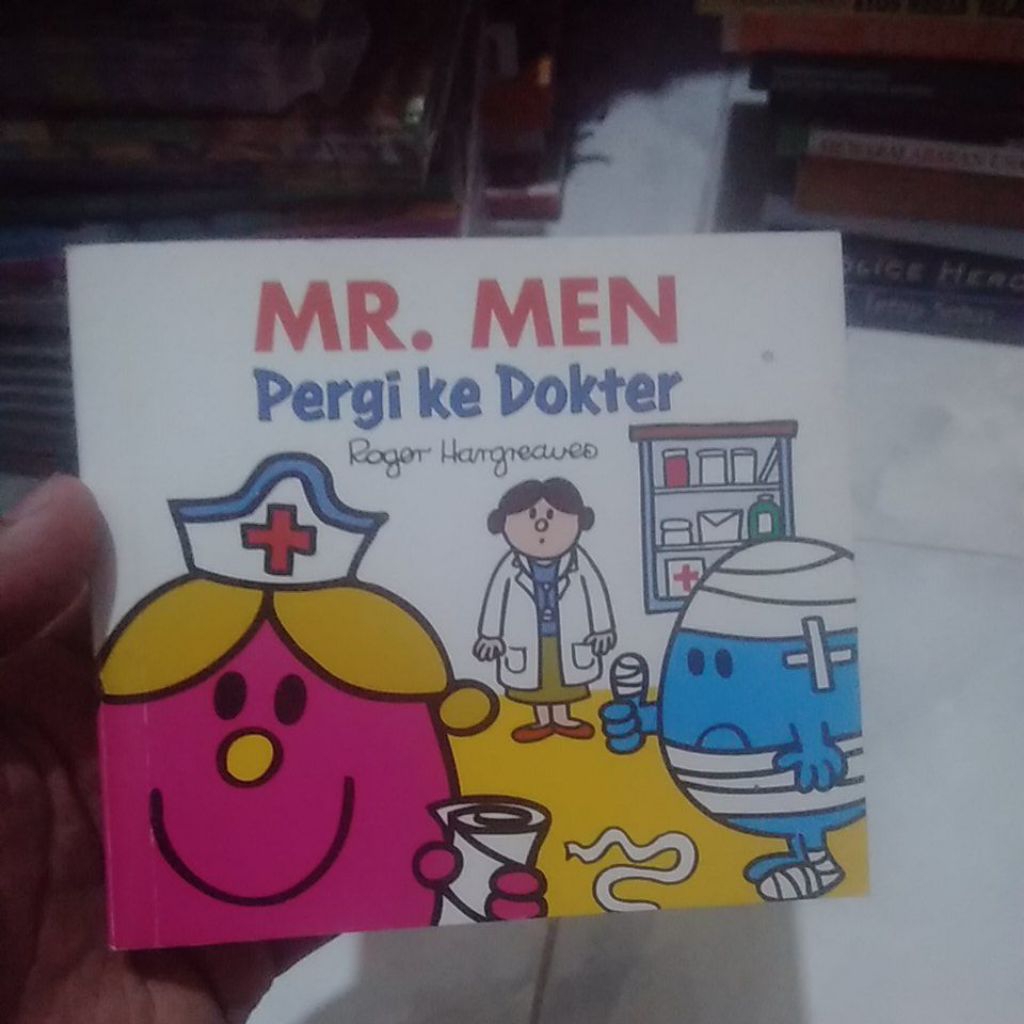 MR. MEN
Pergi ke Dokter
Roger Hargreaves